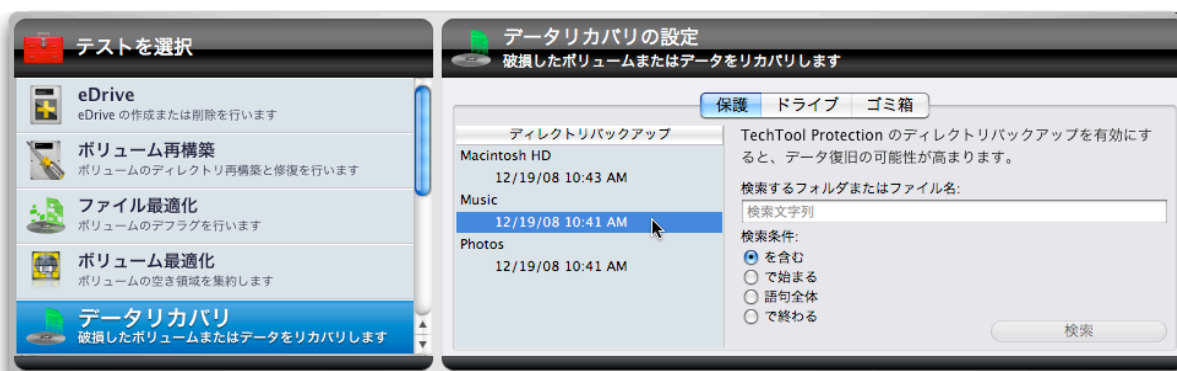 テストを選択
eDrive
eDrive の作成または削除を行います
ボリューム再構築
ボリュームのディレクトリ再構築と修復を行います
ファイル最適化
ボリュームのデフラグを行います
ボリューム最適化
ボリュームの空き領域を集約します
データリカバリ
破損したボリュームまたはデータをリカバリします
データリカバリの設定
破損したボリュームまたはデータをリカバリします
保護 ドライブ ゴミ箱
ディレクトリバックアップ
Macintosh HD
12/19/08 10:43 AM
Music
12/19/08 10:41 AM
Photos
12/19/08 10:41 AM
TechTool Protection のディレクトリバックアップを有効にす
ると、データ復旧の可能性が高まります。
検索するフォルダまたはファイル名:
検索文字列
検索条件:
を含む
で始まる
語句全体
で終わる
検索